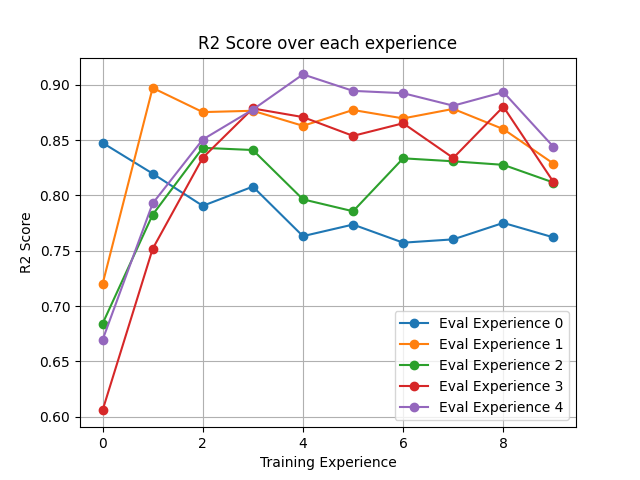 R2 Score over each experience
R2 Score
0.90
0.85
0.80
0.75
0.70
0.65
0.60
0
2
4
6
8
Training Experience
Eval Experience 0
Eval Experience 1
Eval Experience 2
Eval Experience 3
Eval Experience 4